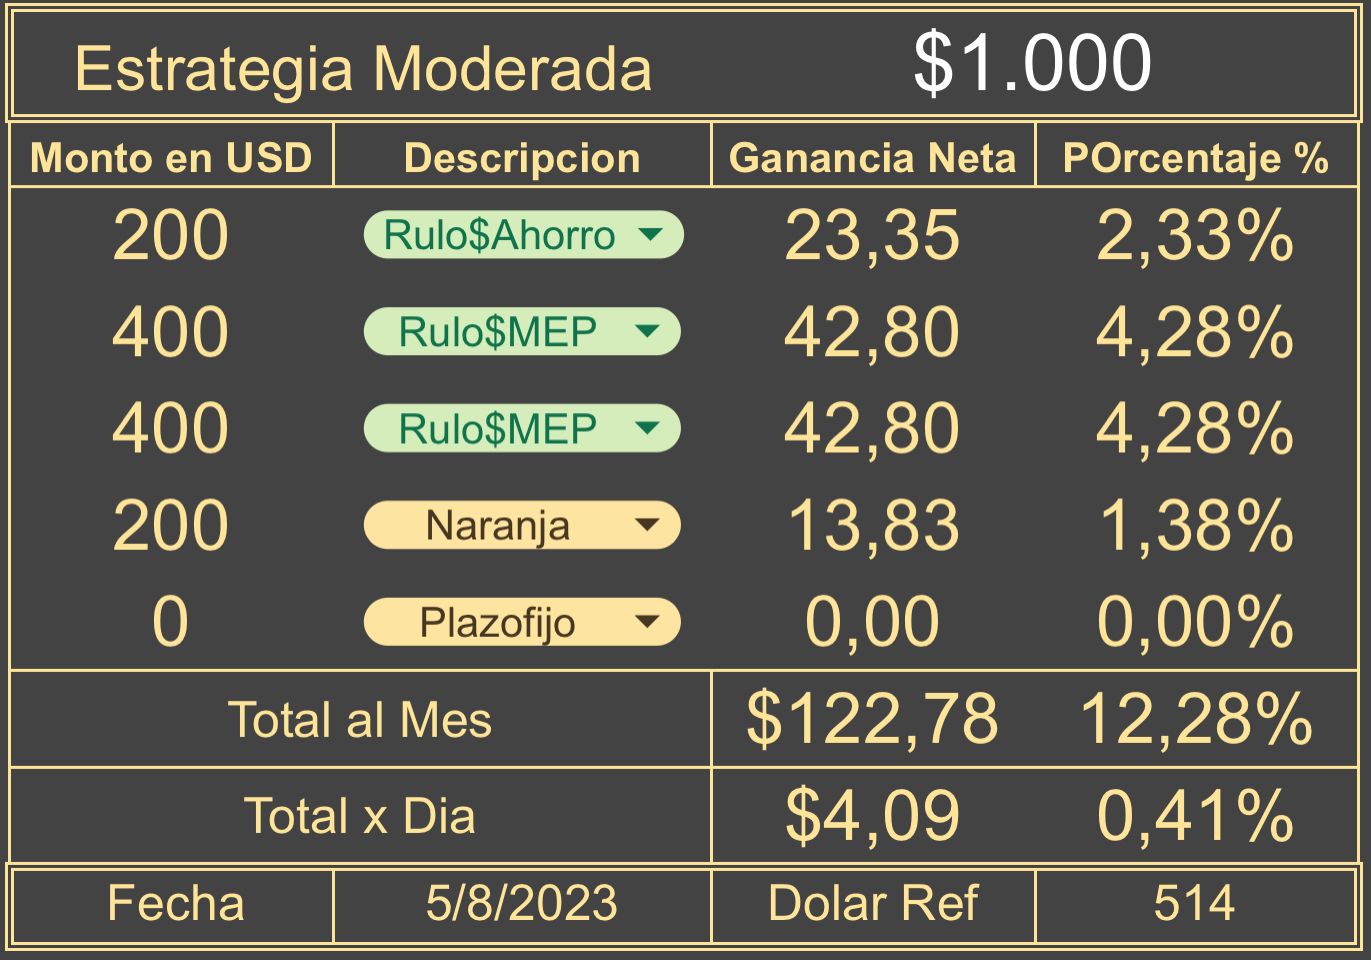 Estrategia Moderada $1.000
Monto en USD Descripcion Ganancia Neta POrcentaje %
200 Rulo$Ahorro 23,35 2,33%
400 Rulo$MEP 42,80 4,28%
400 Rulo$MEP 42,80 4,28%
200 Naranja 13,83 1,38%
0 Plazofijo 0,00 0,00%
Total al Mes $122,78 12,28%
Total x Dia $4,09 0,41%
Fecha 5/8/2023 Dolar Ref 514